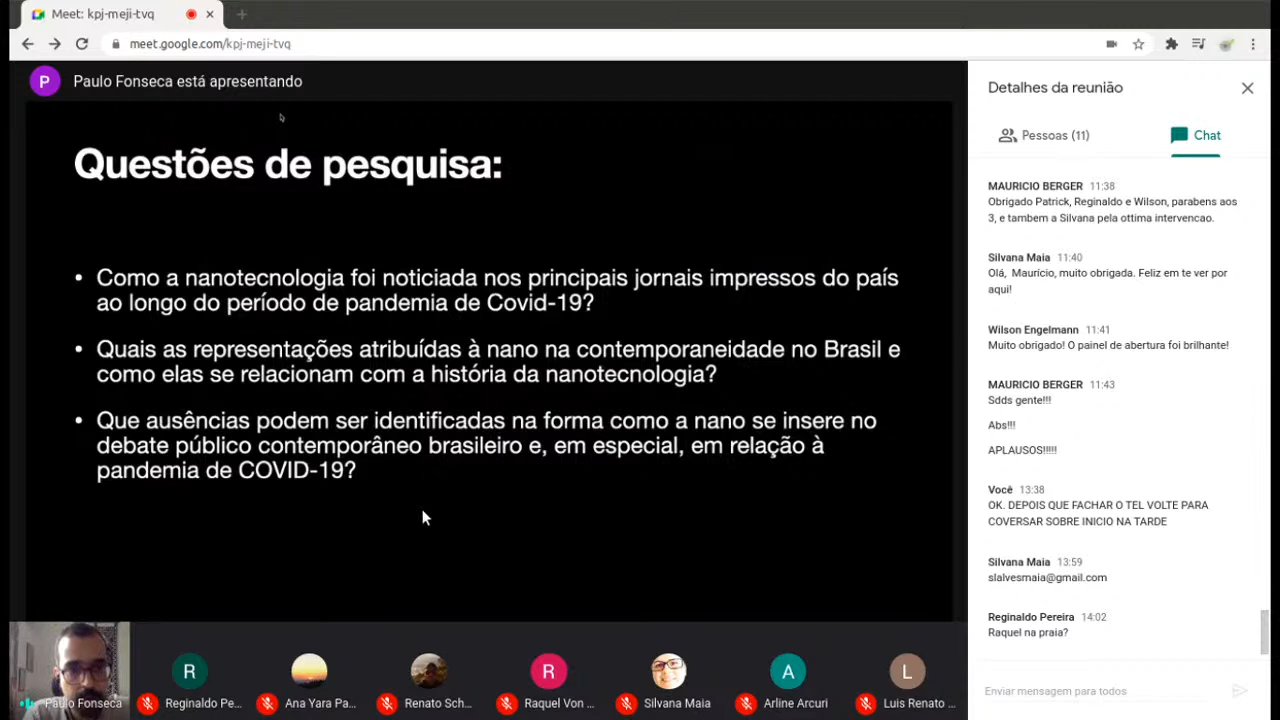 Meet: kpj-meji-tvq
meet.google.com/kpj-meji-tvq
P
Paulo Fonseca está apresentando
Questões de pesquisa:
• Como a nanotecnologia foi noticiada nos principais jornais impressos do país
ao longo do período de pandemia de Covid-19?
• Quais as representações atribuídas à nano na contemporaneidade no Brasil e
como elas se relacionam com a história da nanotecnologia?
• Que ausências podem ser identificadas na forma como a nano se insere no
debate público contemporâneo brasileiro e, em especial, em relação à
pandemia de COVID-19?
Detalhes da reunião
Pessoas (11)
Chat
MAURICIO BERGER 11:38
Obrigado Patrick, Reginaldo e Wilson, parabens aos
3, e tambem a Silvana pela ottima intervencao.
Silvana Maia 11:40
Olá, Maurício, muito obrigada. Feliz em te ver por
aqui!
Wilson Engelmann 11:41
Muito obrigado! O painel de abertura foi brilhante!
MAURICIO BERGER 11:43
Sdds gente!!!
Abs!!!
APLAUSOS!!!!!
Você 13:38
OK. DEPOIS QUE FACHAR O TEL VOLTE PARA
COVERSAR SOBRE INICIO NA TARDE
Silvana Maia 13:59
slalvesmaia@gmail.com
Reginaldo Pereira 14:02
Raquel na praia?
Enviar mensagem para todos
R
R
A
L
Paulo Fonseca
Reginaldo Pe...
Ana Yara Pa...
Renato Sch...
Raquel Von ...
Silvana Maia
Arline Arcuri
Luis Renato ...